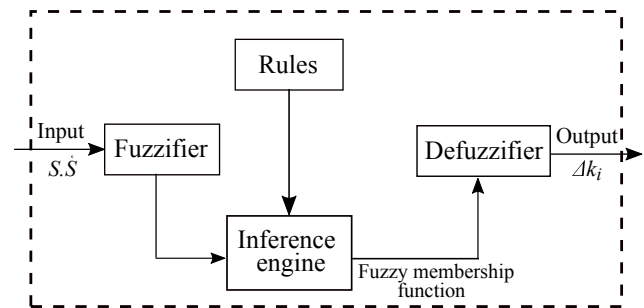 Rules
Input
S.Ṡ
Fuzzifier
Defuzzifier
Output
Δk_i
Inference
engine
Fuzzy membership
function